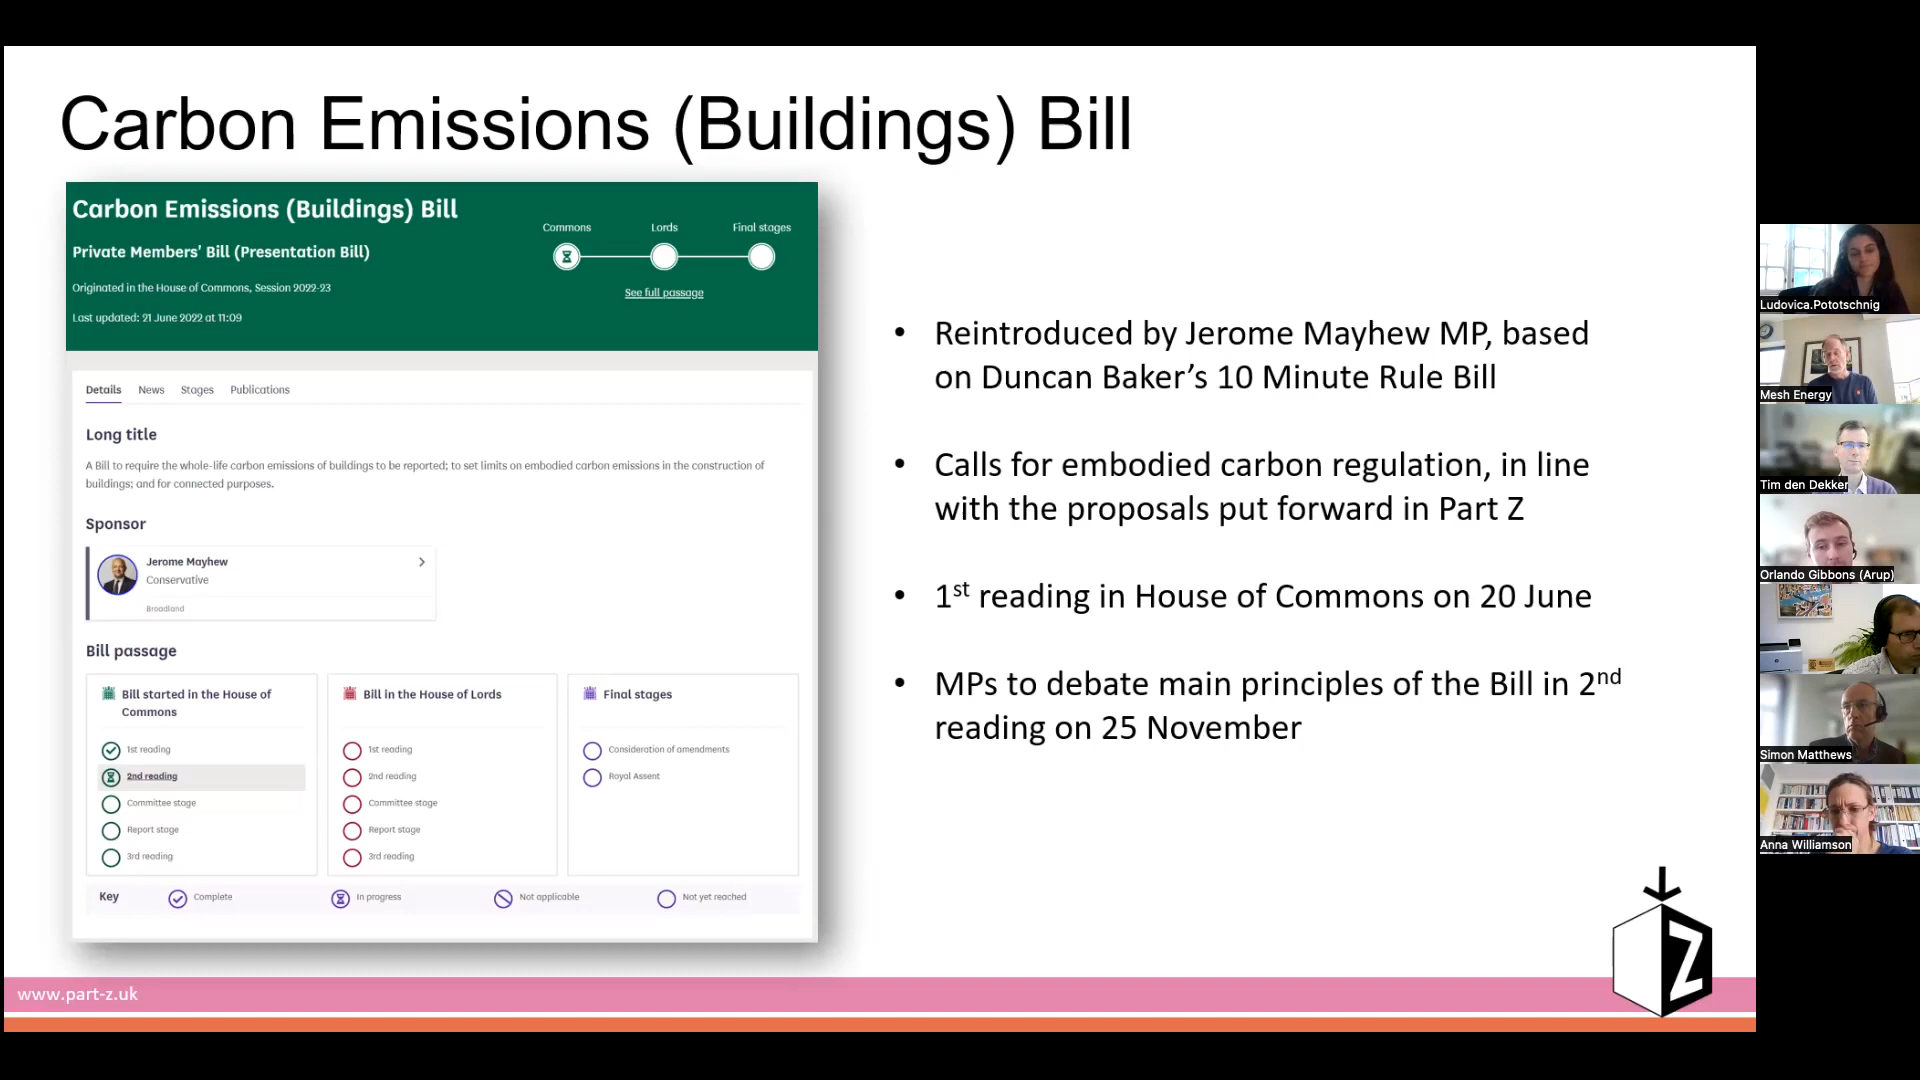 Carbon Emissions (Buildings) Bill
Carbon Emissions (Buildings) Bill
Private Members' Bill (Presentation Bill)
Originated in the House of Commons, Session 2022-23
Last updated: 21 June 2022 at 11:09
Commons
Lords
Final stages
See full passage
Details
News
Stages
Publications
Long title
A Bill to require the whole-life carbon emissions of buildings to be reported; to set limits on embodied carbon emissions in the construction of
buildings; and for connected purposes.
Sponsor
Jerome Mayhew
Conservative
Broadland
Bill passage
Bill started in the House of
Commons
1st reading
2nd reading
Committee stage
Report stage
3rd reading
Bill in the House of Lords
1st reading
2nd reading
Committee stage
Report stage
3rd reading
Final stages
Consideration of amendments
Royal Assent
Key
Complete
In progress
Not applicable
Not yet reached
• Reintroduced by Jerome Mayhew MP, based
on Duncan Baker’s 10 Minute Rule Bill
• Calls for embodied carbon regulation, in line
with the proposals put forward in Part Z
• 1st reading in House of Commons on 20 June
• MPs to debate main principles of the Bill in 2nd
reading on 25 November
www.part-z.uk
Z
Ludovica.Pototschnig
Mesh Energy
Tim den Dekker
Orlando Gibbons (Arup)
Simon Matthews
Anna Williamson